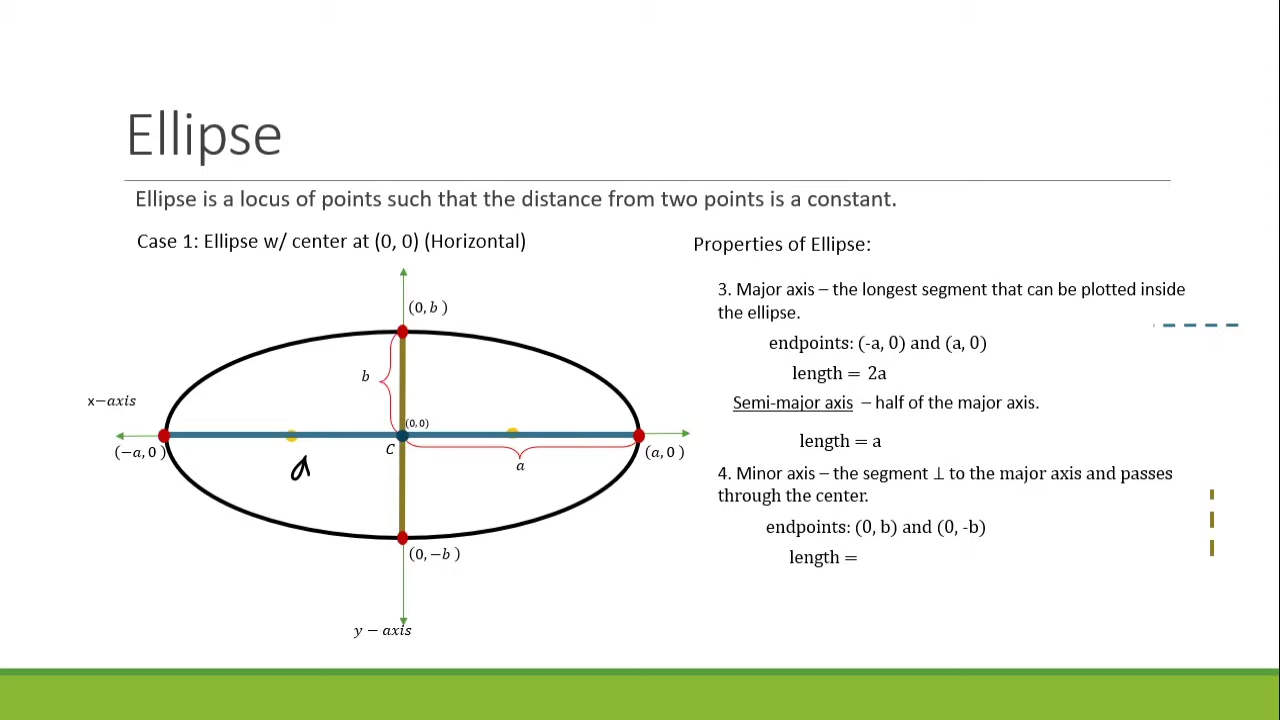 Ellipse
Ellipse is a locus of points such that the distance from two points is a constant.
Case 1: Ellipse w/ center at (0, 0) (Horizontal)
(0, b )
b
x−axis
(0,0)
(−a, 0 )
C
a
(a, 0 )
a
(0, −b )
y − axis
Properties of Ellipse:
3. Major axis – the longest segment that can be plotted inside
the ellipse.
endpoints: (-a, 0) and (a, 0)
length = 2a
Semi-major axis – half of the major axis.
length = a
4. Minor axis – the segment ⊥ to the major axis and passes
through the center.
endpoints: (0, b) and (0, -b)
length =